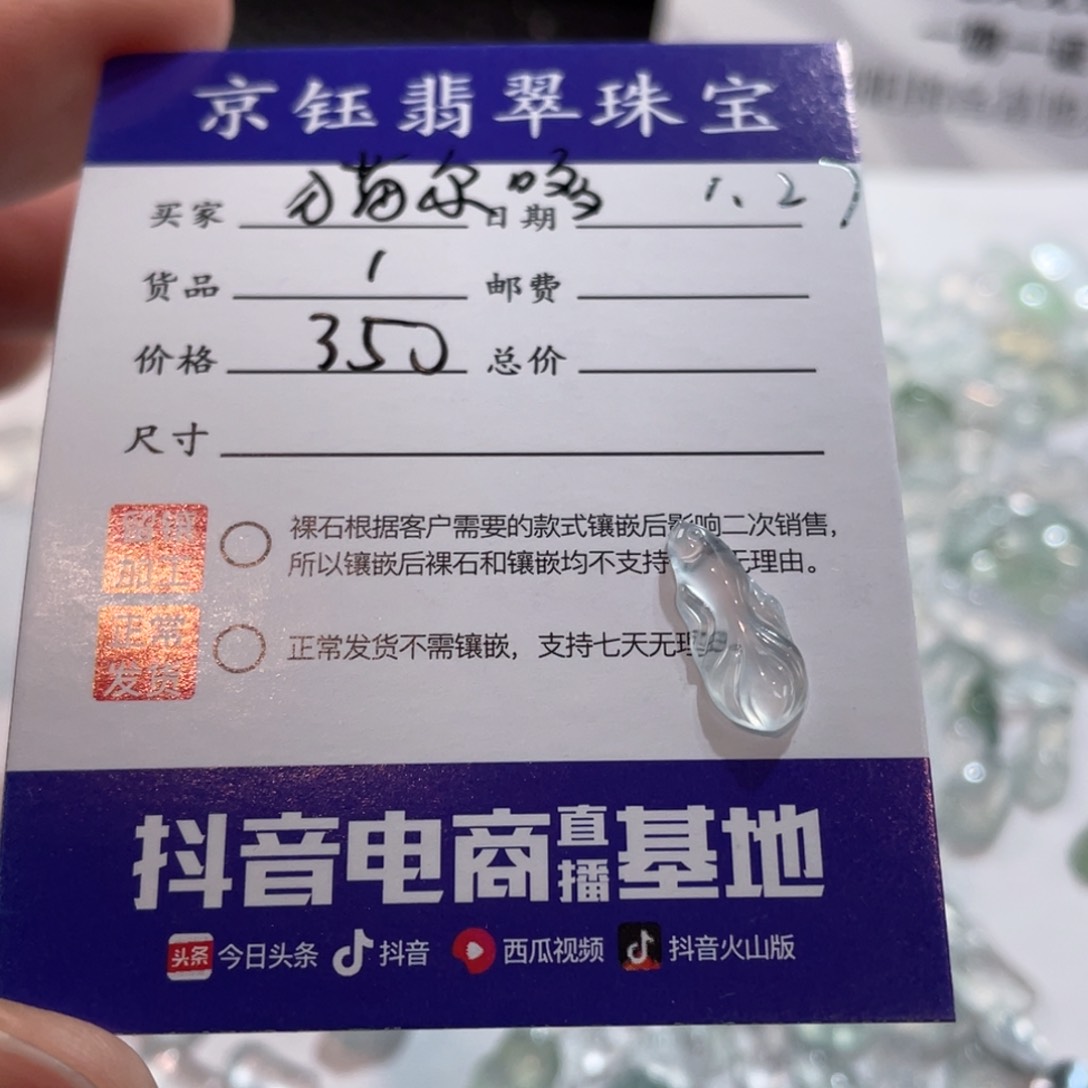 京钰翡翠珠宝
买家 猫尔哆 日期 1、27
货品 1 邮费
价格 350 总价
尺寸
裸石根据客户需要的款式镶嵌后影响二次销售，
所以镶嵌后裸石和镶嵌均不支持 无理由。
正常
发货
正常发货不需镶嵌，支持七天无理
抖音电商直播基地
头条 今日头条 抖音 西瓜视频 抖音火山版